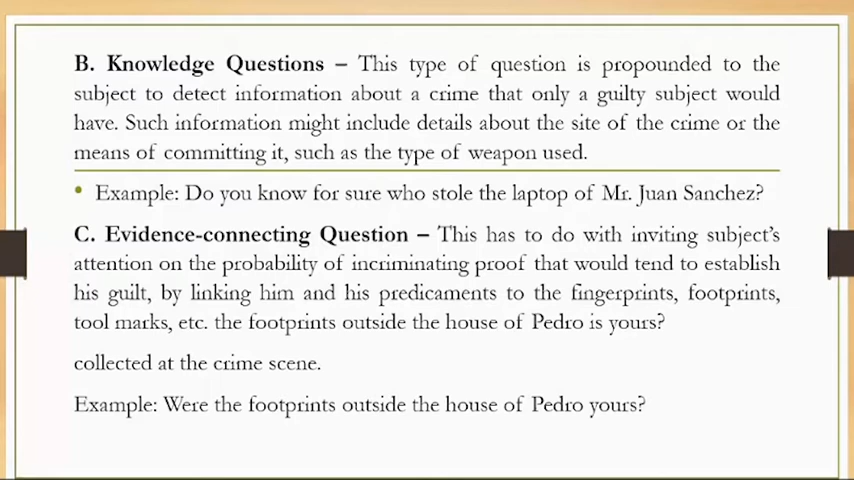 B. Knowledge Questions – This type of question is propounded to the
subject to detect information about a crime that only a guilty subject would
have. Such information might include details about the site of the crime or the
means of committing it, such as the type of weapon used.
• Example: Do you know for sure who stole the laptop of Mr. Juan Sanchez?
C. Evidence-connecting Question – This has to do with inviting subject's
attention on the probability of incriminating proof that would tend to establish
his guilt, by linking him and his predicaments to the fingerprints, footprints,
tool marks, etc. the footprints outside the house of Pedro is yours?
collected at the crime scene.
Example: Were the footprints outside the house of Pedro yours?